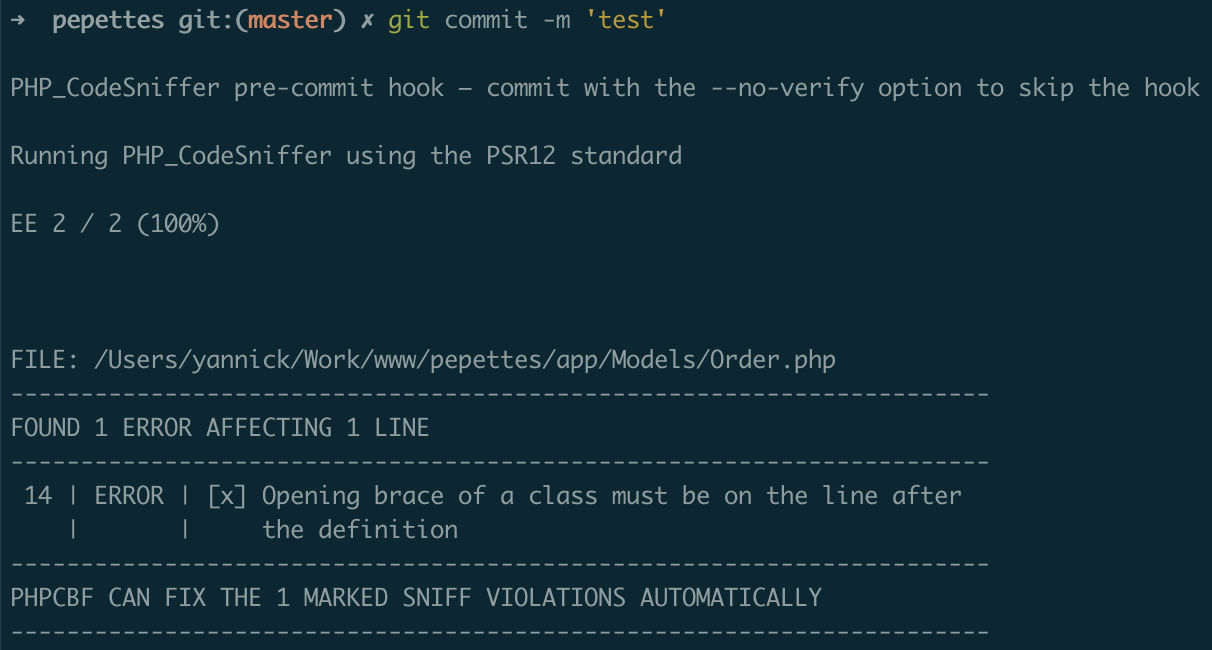 ➜  pepettes git:(master) ✗ git commit -m 'test'
PHP_CodeSniffer pre-commit hook — commit with the --no-verify option to skip the hook
Running PHP_CodeSniffer using the PSR12 standard
EE 2 / 2 (100%)
FILE: /Users/yannick/Work/www/pepettes/app/Models/Order.php
----------------------------------------------------------------------
FOUND 1 ERROR AFFECTING 1 LINE
----------------------------------------------------------------------
 14 | ERROR | [x] Opening brace of a class must be on the line after
    |       |     the definition
----------------------------------------------------------------------
PHPCBF CAN FIX THE 1 MARKED SNIFF VIOLATIONS AUTOMATICALLY
----------------------------------------------------------------------